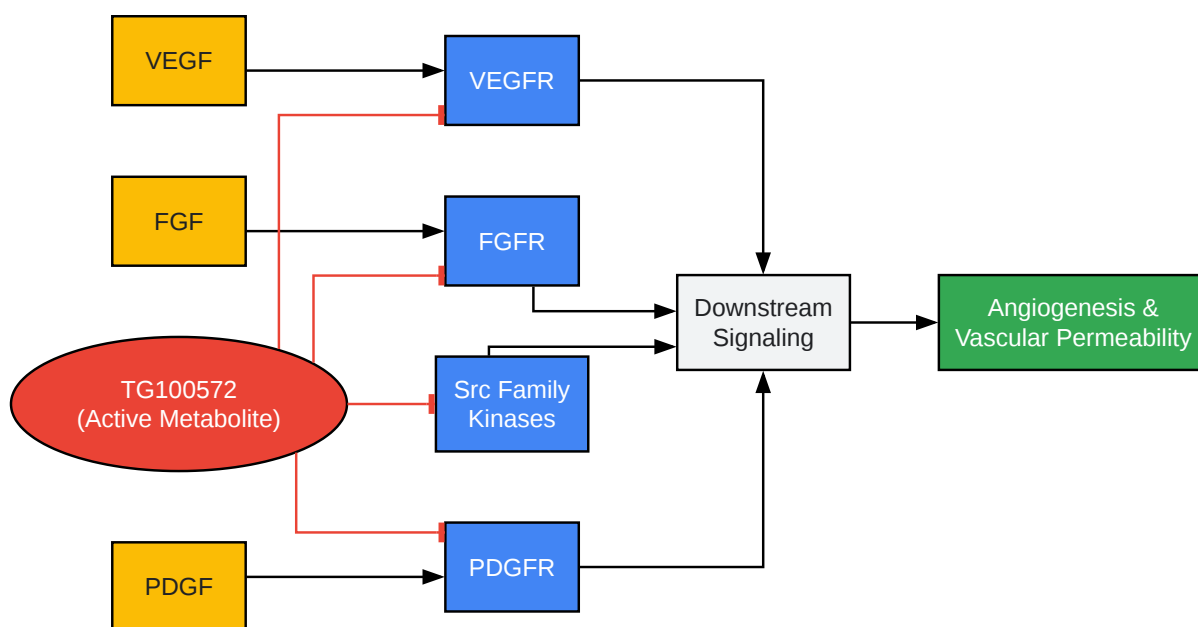 VEGF
VEGFR
FGF
FGFR
Downstream
Signaling
Angiogenesis &
Vascular Permeability
TG100572
(Active Metabolite)
Src Family
Kinases
PDGF
PDGFR